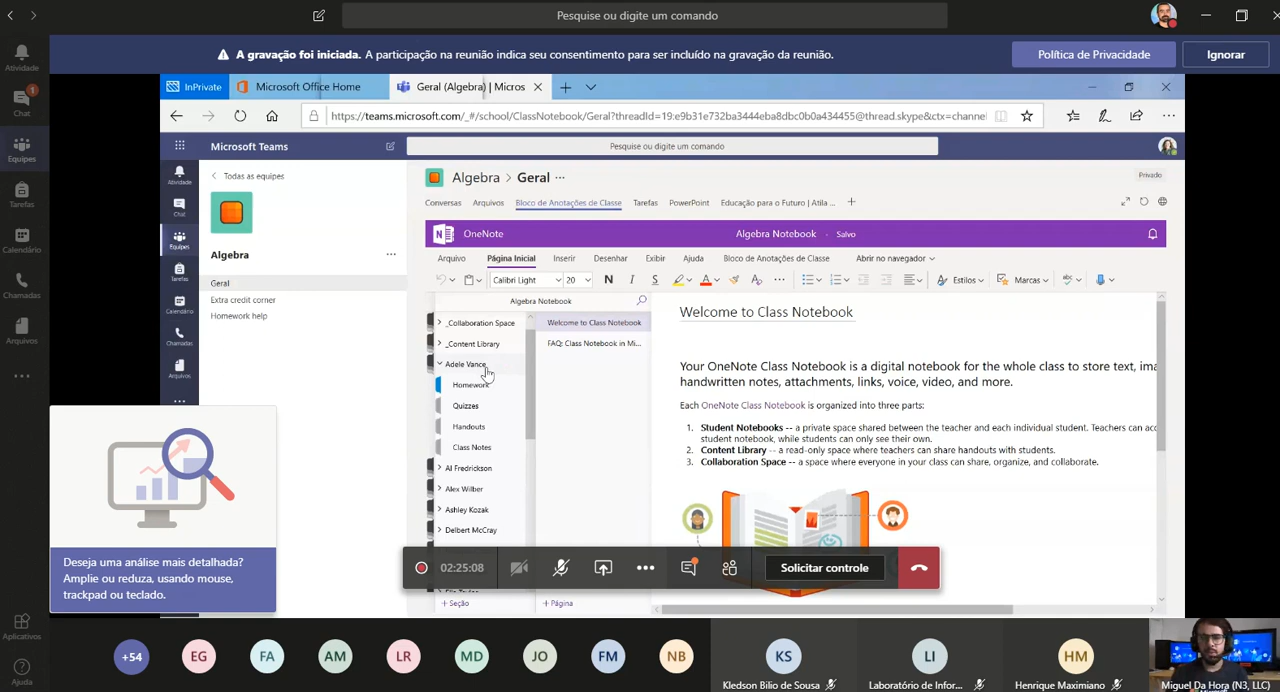 Pesquise ou digite um comando
Atividade
1
Chat
Equipes
Tarefas
Calendário
Chamadas
Arquivos
Aplicativos
Ajuda
A gravação foi iniciada. A participação na reunião indica seu consentimento para ser incluído na gravação da reunião.
Política de Privacidade
Ignorar
InPrivate
Microsoft Office Home
Geral (Algebra) | Micros
https://teams.microsoft.com/_#/school/ClassNotebook/Geral?threadId=19:e9b31e732ba3444eba8dbc0b0a434455@thread.skype&ctx=channel
Microsoft Teams
Pesquise ou digite um comando
Atividade
Chat
Equipes
Tarefas
Calendário
Chamadas
Arquivos
Todas as equipes
Algebra
Geral
Extra credit corner
Homework help
Algebra > Geral
Privado
Conversas
Arquivos
Bloco de Anotações de Classe
Tarefas
PowerPoint
Educação para o Futuro | Atila ...
OneNote
Algebra Notebook - Salvo
Arquivo
Página Inicial
Inserir
Desenhar
Exibir
Ajuda
Bloco de Anotações de Classe
Abrir no navegador
Calibri Light
20
N
I
S
Estilos
Marcas
Algebra Notebook
_Collaboration Space
_Content Library
Adele Vance
Homework
Quizzes
Handouts
Class Notes
Al Fredrickson
Alex Wilber
Ashley Kozak
Delbert McCray
+ Seção
Welcome to Class Notebook
FAQ: Class Notebook in Mi...
+ Página
Welcome to Class Notebook
Your OneNote Class Notebook is a digital notebook for the whole class to store text, ima
handwritten notes, attachments, links, voice, video, and more.
Each OneNote Class Notebook is organized into three parts:
1. Student Notebooks -- a private space shared between the teacher and each individual student. Teachers can acc
student notebook, while students can only see their own.
2. Content Library -- a read-only space where teachers can share handouts with students.
3. Collaboration Space -- a space where everyone in your class can share, organize, and collaborate.
Deseja uma análise mais detalhada?
Amplie ou reduza, usando mouse,
trackpad ou teclado.
02:25:08
Solicitar controle
+54
EG
FA
AM
LR
MD
JO
FM
NB
KS
Kledson Bilio de Sousa
LI
Laboratório de Infor...
HM
Henrique Maximiano
Miguel Da Hora (N3, LLC)